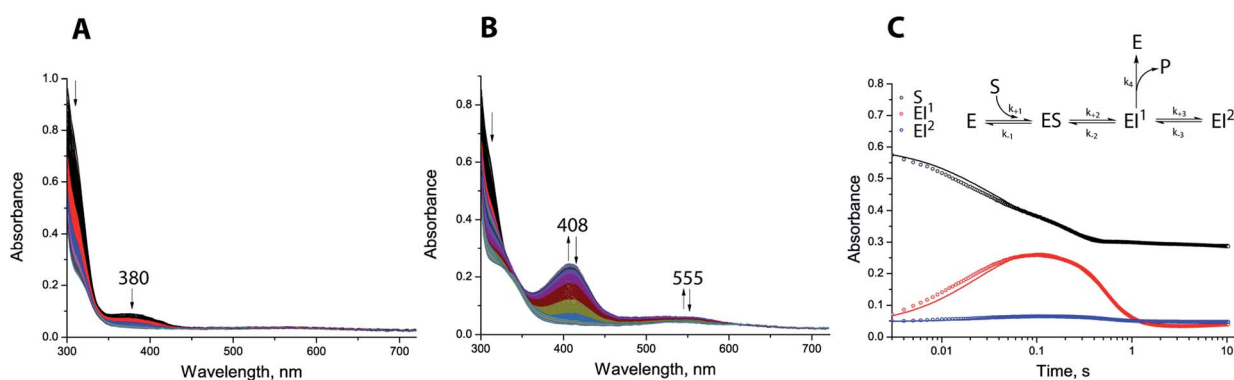 A
B
C
1.0
0.8
0.6
0.4
0.2
0.0
Absorbance
380
300
400
500
600
700
Wavelength, nm
0.8
0.6
0.4
0.2
0.0
Absorbance
408
555
300
400
500
600
700
Wavelength, nm
0.8
0.7
0.6
0.5
0.4
0.3
0.2
0.1
0.0
Absorbance
S
EI¹
EI²
E
P
k₄
S
k₊₁
k₊₂
k₊₃
E
ES
EI¹
EI²
k₋₁
k₋₂
k₋₃
0.01
0.1
1
10
Time, s